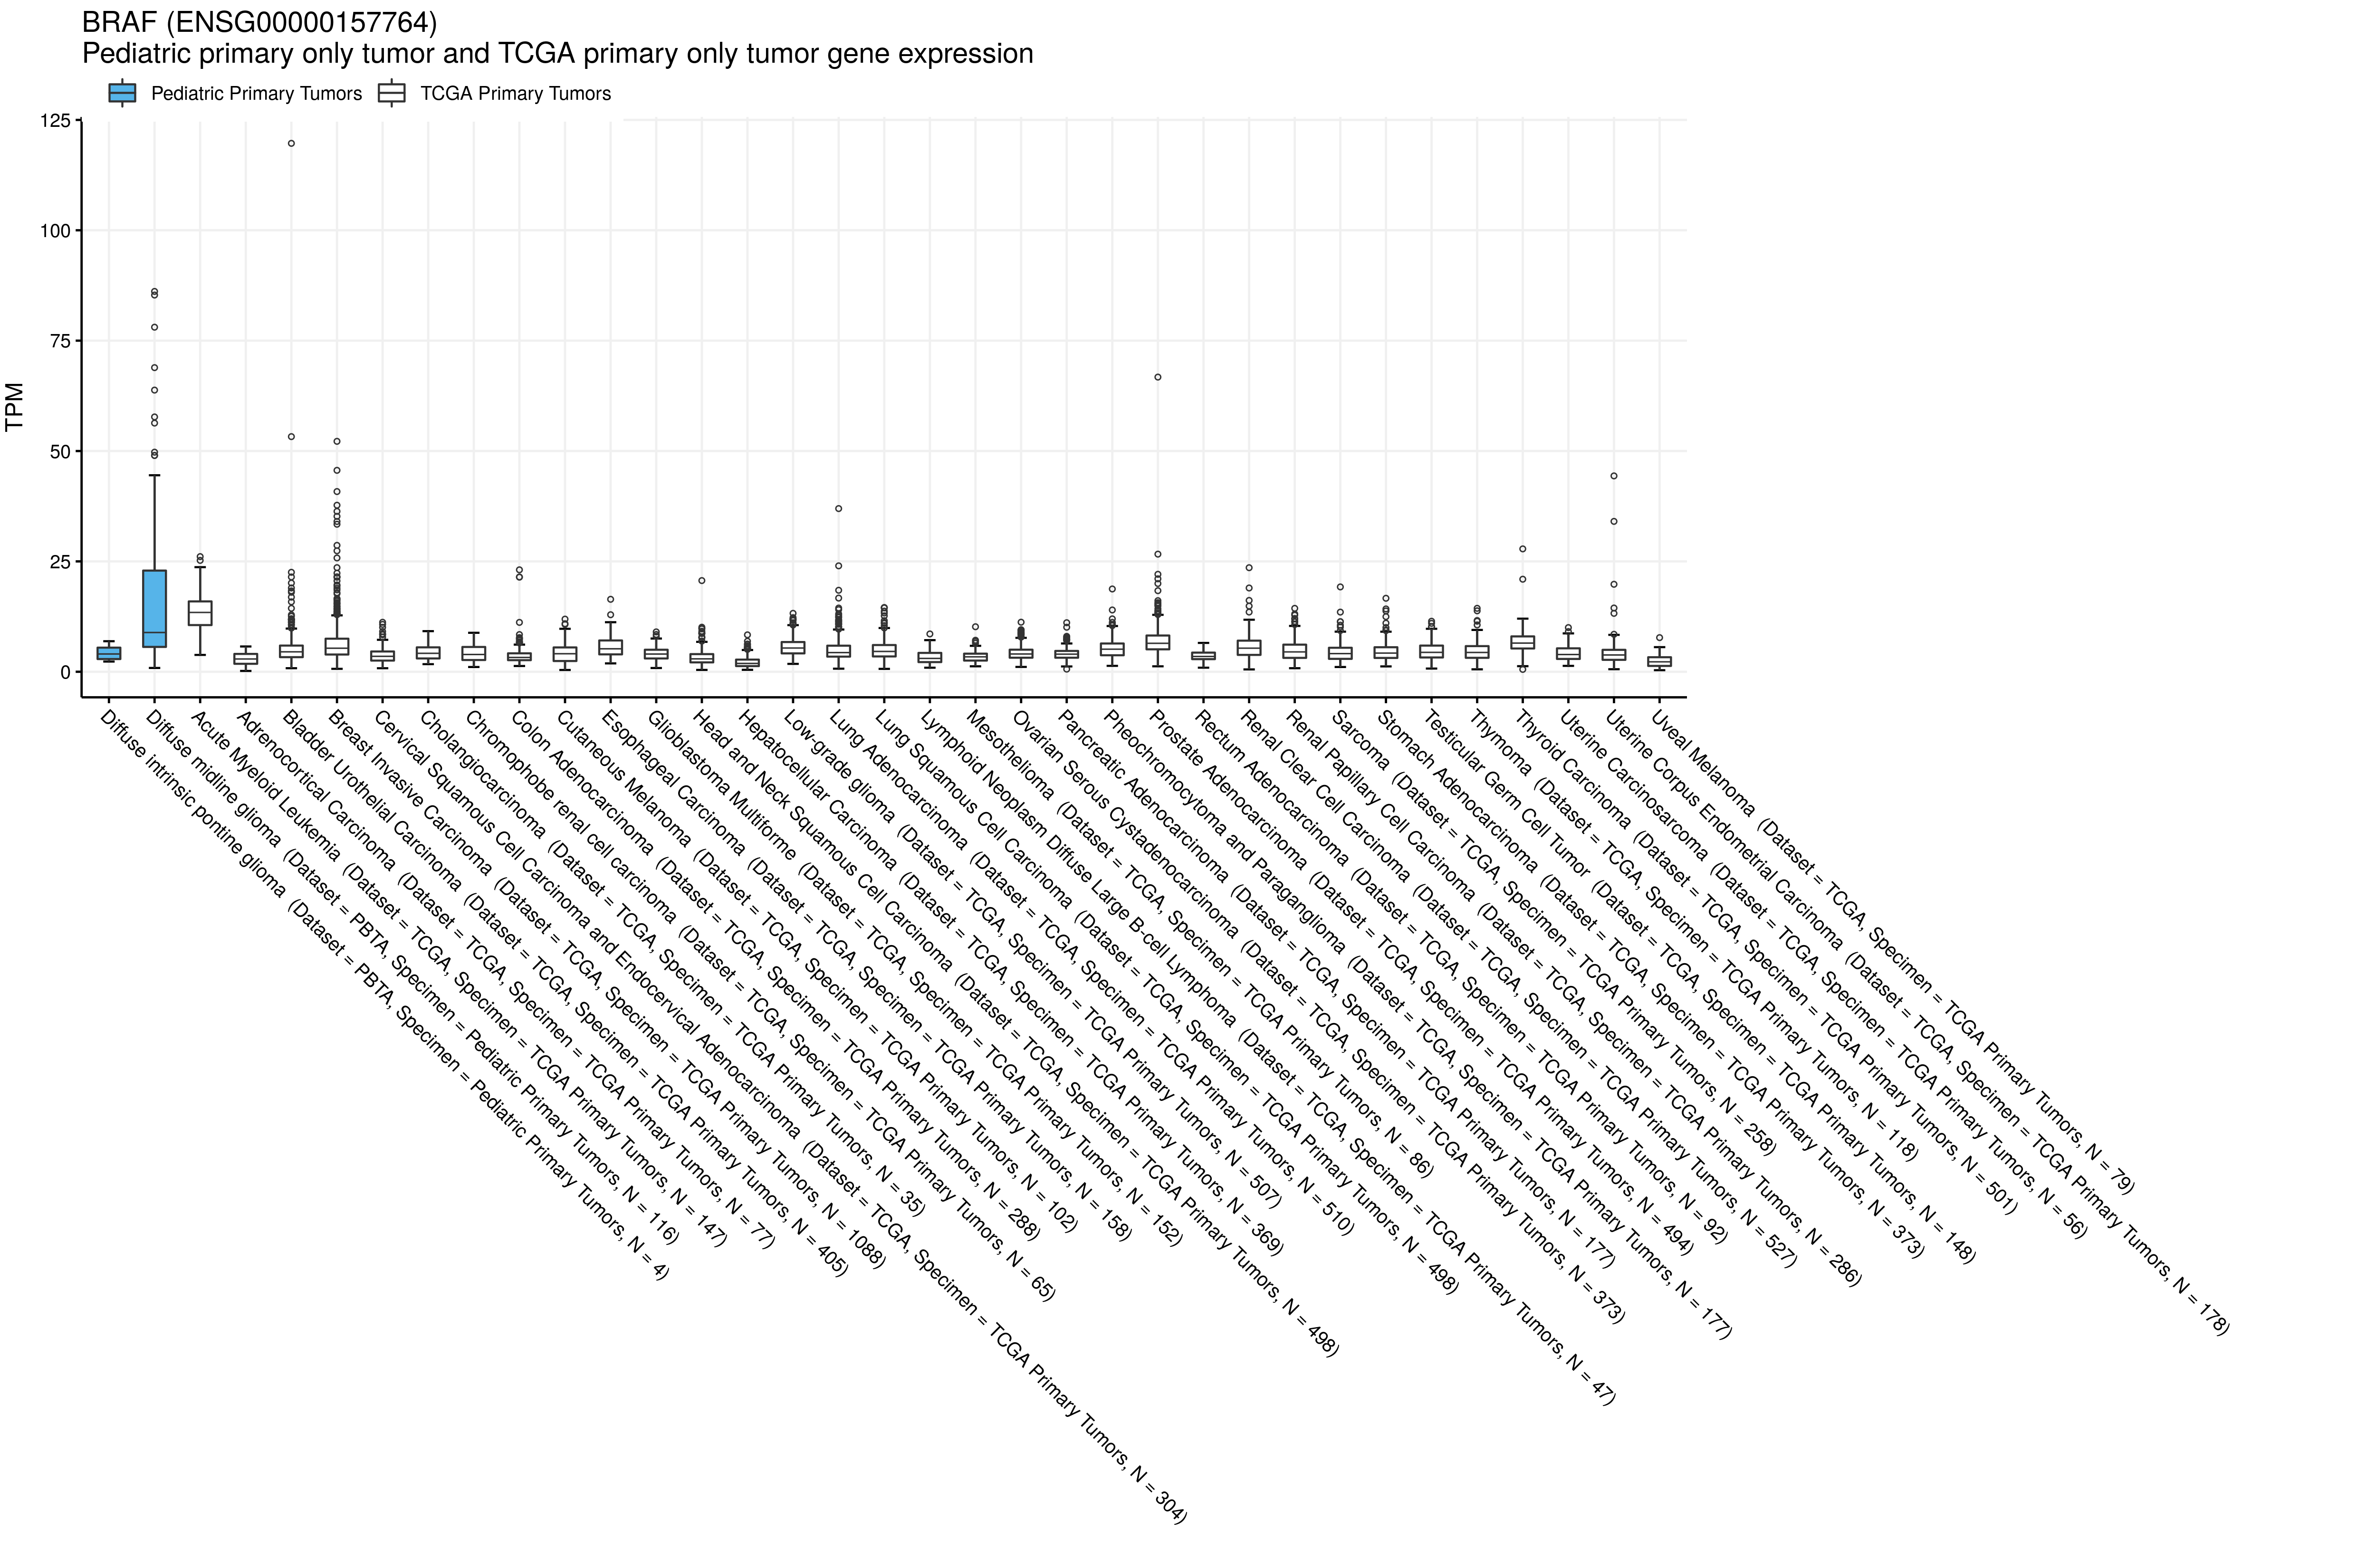 BRAF (ENSG00000157764)
Pediatric primary only tumor and TCGA primary only tumor gene expression
Pediatric Primary Tumors
TCGA Primary Tumors
TPM
125
100
75
50
25
0
Diffuse intrinsic pontine glioma (Dataset = PBTA, Specimen = Pediatric Primary Tumors, N = 4)
Diffuse midline glioma (Dataset = PBTA, Specimen = Pediatric Primary Tumors, N = 116)
Acute Myeloid Leukemia (Dataset = TCGA, Specimen = TCGA Primary Tumors, N = 147)
Adrenocortical Carcinoma (Dataset = TCGA, Specimen = TCGA Primary Tumors, N = 77)
Bladder Urothelial Carcinoma (Dataset = TCGA, Specimen = TCGA Primary Tumors, N = 405)
Breast Invasive Carcinoma (Dataset = TCGA, Specimen = TCGA Primary Tumors, N = 1088)
Cervical Squamous Cell Carcinoma and Endocervical Adenocarcinoma (Dataset = TCGA, Specimen = TCGA Primary Tumors, N = 304)
Cholangiocarcinoma (Dataset = TCGA, Specimen = TCGA Primary Tumors, N = 35)
Chromophobe renal cell carcinoma (Dataset = TCGA, Specimen = TCGA Primary Tumors, N = 65)
Colon Adenocarcinoma (Dataset = TCGA, Specimen = TCGA Primary Tumors, N = 288)
Cutaneous Melanoma (Dataset = TCGA, Specimen = TCGA Primary Tumors, N = 102)
Esophageal Carcinoma (Dataset = TCGA, Specimen = TCGA Primary Tumors, N = 158)
Glioblastoma Multiforme (Dataset = TCGA, Specimen = TCGA Primary Tumors, N = 152)
Head and Neck Squamous Cell Carcinoma (Dataset = TCGA, Specimen = TCGA Primary Tumors, N = 498)
Hepatocellular Carcinoma (Dataset = TCGA, Specimen = TCGA Primary Tumors, N = 369)
Low-grade glioma (Dataset = TCGA, Specimen = TCGA Primary Tumors, N = 507)
Lung Adenocarcinoma (Dataset = TCGA, Specimen = TCGA Primary Tumors, N = 510)
Lung Squamous Cell Carcinoma (Dataset = TCGA, Specimen = TCGA Primary Tumors, N = 498)
Lymphoid Neoplasm Diffuse Large B-cell Lymphoma (Dataset = TCGA, Specimen = TCGA Primary Tumors, N = 47)
Mesothelioma (Dataset = TCGA, Specimen = TCGA Primary Tumors, N = 86)
Ovarian Serous Cystadenocarcinoma (Dataset = TCGA, Specimen = TCGA Primary Tumors, N = 373)
Pancreatic Adenocarcinoma (Dataset = TCGA, Specimen = TCGA Primary Tumors, N = 177)
Pheochromocytoma and Paraganglioma (Dataset = TCGA, Specimen = TCGA Primary Tumors, N = 177)
Prostate Adenocarcinoma (Dataset = TCGA, Specimen = TCGA Primary Tumors, N = 494)
Rectum Adenocarcinoma (Dataset = TCGA, Specimen = TCGA Primary Tumors, N = 92)
Renal Clear Cell Carcinoma (Dataset = TCGA, Specimen = TCGA Primary Tumors, N = 527)
Renal Papillary Cell Carcinoma (Dataset = TCGA, Specimen = TCGA Primary Tumors, N = 286)
Sarcoma (Dataset = TCGA, Specimen = TCGA Primary Tumors, N = 258)
Stomach Adenocarcinoma (Dataset = TCGA, Specimen = TCGA Primary Tumors, N = 373)
Testicular Germ Cell Tumor (Dataset = TCGA, Specimen = TCGA Primary Tumors, N = 148)
Thymoma (Dataset = TCGA, Specimen = TCGA Primary Tumors, N = 118)
Thyroid Carcinoma (Dataset = TCGA, Specimen = TCGA Primary Tumors, N = 501)
Uterine Carcinosarcoma (Dataset = TCGA, Specimen = TCGA Primary Tumors, N = 56)
Uterine Corpus Endometrial Carcinoma (Dataset = TCGA, Specimen = TCGA Primary Tumors, N = 178)
Uveal Melanoma (Dataset = TCGA, Specimen = TCGA Primary Tumors, N = 79)